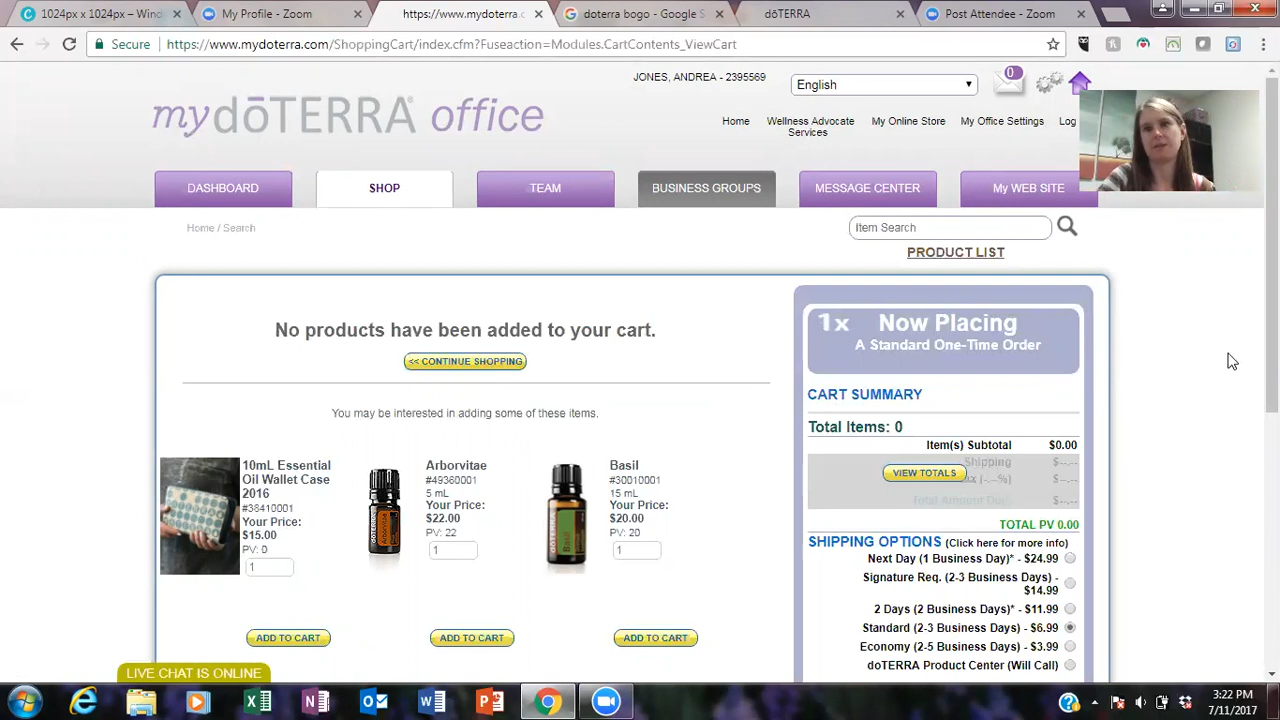 1024px x 1024px – Wind
My Profile - Zoom
https://www.mydoterra.c
doterra bogo - Google S
dōTERRA
Post Attendee - Zoom
Secure
https://www.mydoterra.com/ShoppingCart/index.cfm?Fuseaction=Modules.CartContents_ViewCart
JONES, ANDREA - 2395569
English
0
mydōTERRA office
Home
Wellness Advocate Services
My Online Store
My Office Settings
Log
DASHBOARD
SHOP
TEAM
BUSINESS GROUPS
MESSAGE CENTER
My WEB SITE
Home / Search
Item Search
PRODUCT LIST
No products have been added to your cart.
<< CONTINUE SHOPPING
You may be interested in adding some of these items.
10mL Essential
Oil Wallet Case
2016
#36410001
Your Price:
$15.00
PV: 0
1
ADD TO CART
Arborvitae
#49360001
5 mL
Your Price:
$22.00
PV: 22
1
ADD TO CART
Basil
#30010001
15 mL
Your Price:
$20.00
PV: 20
1
ADD TO CART
1x Now Placing
A Standard One-Time Order
CART SUMMARY
Total Items: 0
Item(s) Subtotal $0.00
Shipping $--.--
VIEW TOTALS
Tax (-.--%) $--.--
Total Amount Due: $--.--
TOTAL PV 0.00
SHIPPING OPTIONS (Click here for more info)
Next Day (1 Business Day)* - $24.99
Signature Req. (2-3 Business Days) -
$14.99
2 Days (2 Business Days)* - $11.99
Standard (2-3 Business Days) - $6.99
Economy (2-5 Business Days) - $3.99
doTERRA Product Center (Will Call)
LIVE CHAT IS ONLINE
3:22 PM
7/11/2017